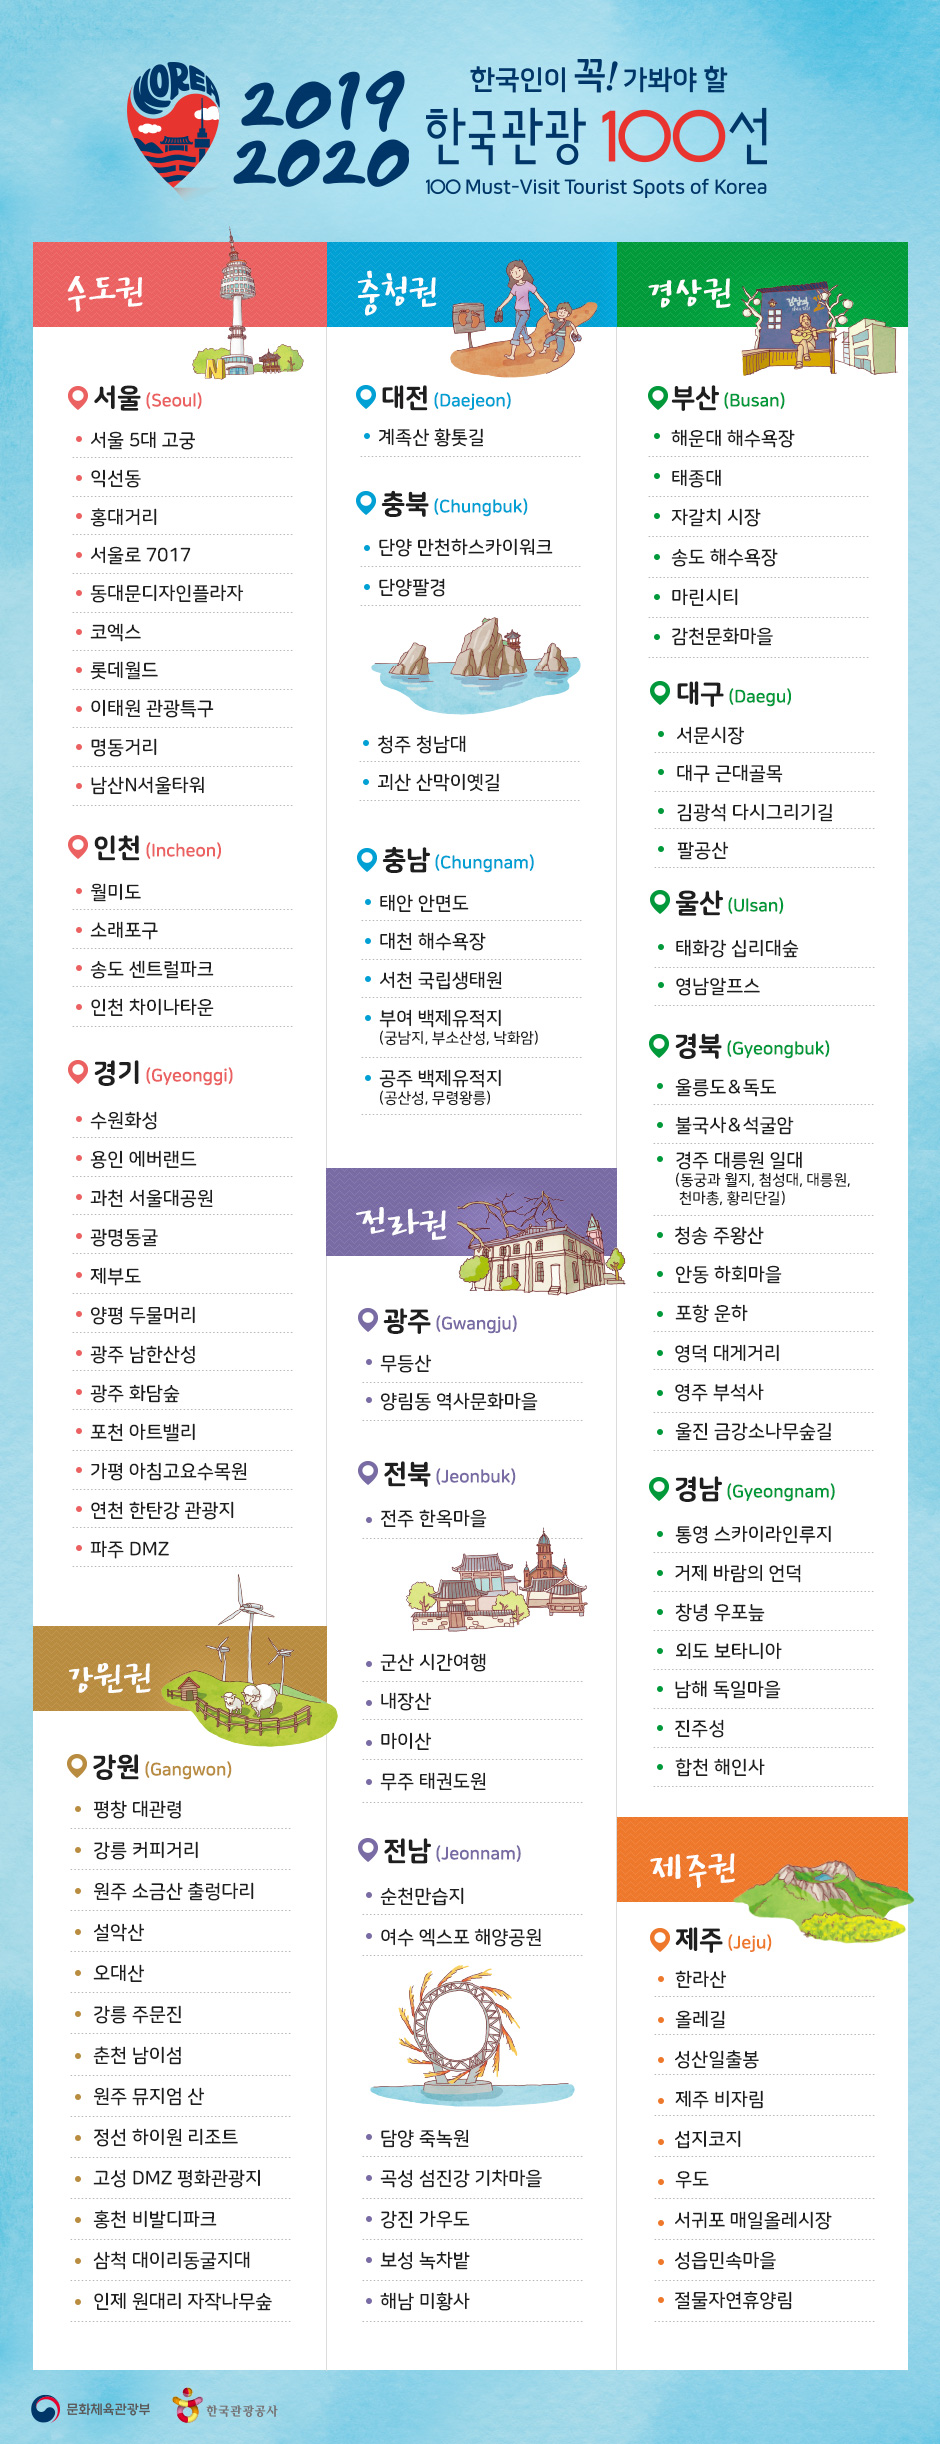 KOREA
2019
2020
한국인이 꼭! 가봐야 할
한국관광 100선
100 Must-Visit Tourist Spots of Korea
수도권
서울 (Seoul)
서울 5대 고궁
익선동
홍대거리
서울로 7017
동대문디자인플라자
코엑스
롯데월드
이태원 관광특구
명동거리
남산N서울타워
인천 (Incheon)
월미도
소래포구
송도 센트럴파크
인천 차이나타운
경기 (Gyeonggi)
수원화성
용인 에버랜드
과천 서울대공원
광명동굴
제부도
양평 두물머리
광주 남한산성
광주 화담숲
포천 아트밸리
가평 아침고요수목원
연천 한탄강 관광지
파주 DMZ
강원권
강원 (Gangwon)
평창 대관령
강릉 커피거리
원주 소금산 출렁다리
설악산
오대산
강릉 주문진
춘천 남이섬
원주 뮤지엄 산
정선 하이원 리조트
고성 DMZ 평화관광지
홍천 비발디파크
삼척 대이리동굴지대
인제 원대리 자작나무숲
충청권
대전 (Daejeon)
계족산 황톳길
충북 (Chungbuk)
단양 만천하스카이워크
단양팔경
청주 청남대
괴산 산막이옛길
충남 (Chungnam)
태안 안면도
대천 해수욕장
서천 국립생태원
부여 백제유적지
(궁남지, 부소산성, 낙화암)
공주 백제유적지
(공산성, 무령왕릉)
전라권
광주 (Gwangju)
무등산
양림동 역사문화마을
전북 (Jeonbuk)
전주 한옥마을
군산 시간여행
내장산
마이산
무주 태권도원
전남 (Jeonnam)
순천만습지
여수 엑스포 해양공원
담양 죽녹원
곡성 섬진강 기차마을
강진 가우도
보성 녹차밭
해남 미황사
경상권
부산 (Busan)
해운대 해수욕장
태종대
자갈치 시장
송도 해수욕장
마린시티
감천문화마을
대구 (Daegu)
서문시장
대구 근대골목
김광석 다시그리기길
팔공산
울산 (Ulsan)
태화강 십리대숲
영남알프스
경북 (Gyeongbuk)
울릉도&독도
불국사&석굴암
경주 대릉원 일대
(동궁과 월지, 첨성대, 대릉원,
천마총, 황리단길)
청송 주왕산
안동 하회마을
포항 운하
영덕 대게거리
영주 부석사
울진 금강소나무숲길
경남 (Gyeongnam)
통영 스카이라인루지
거제 바람의 언덕
창녕 우포늪
외도 보타니아
남해 독일마을
진주성
합천 해인사
제주권
제주 (Jeju)
한라산
올레길
성산일출봉
제주 비자림
섭지코지
우도
서귀포 매일올레시장
성읍민속마을
절물자연휴양림
문화체육관광부
한국관광공사